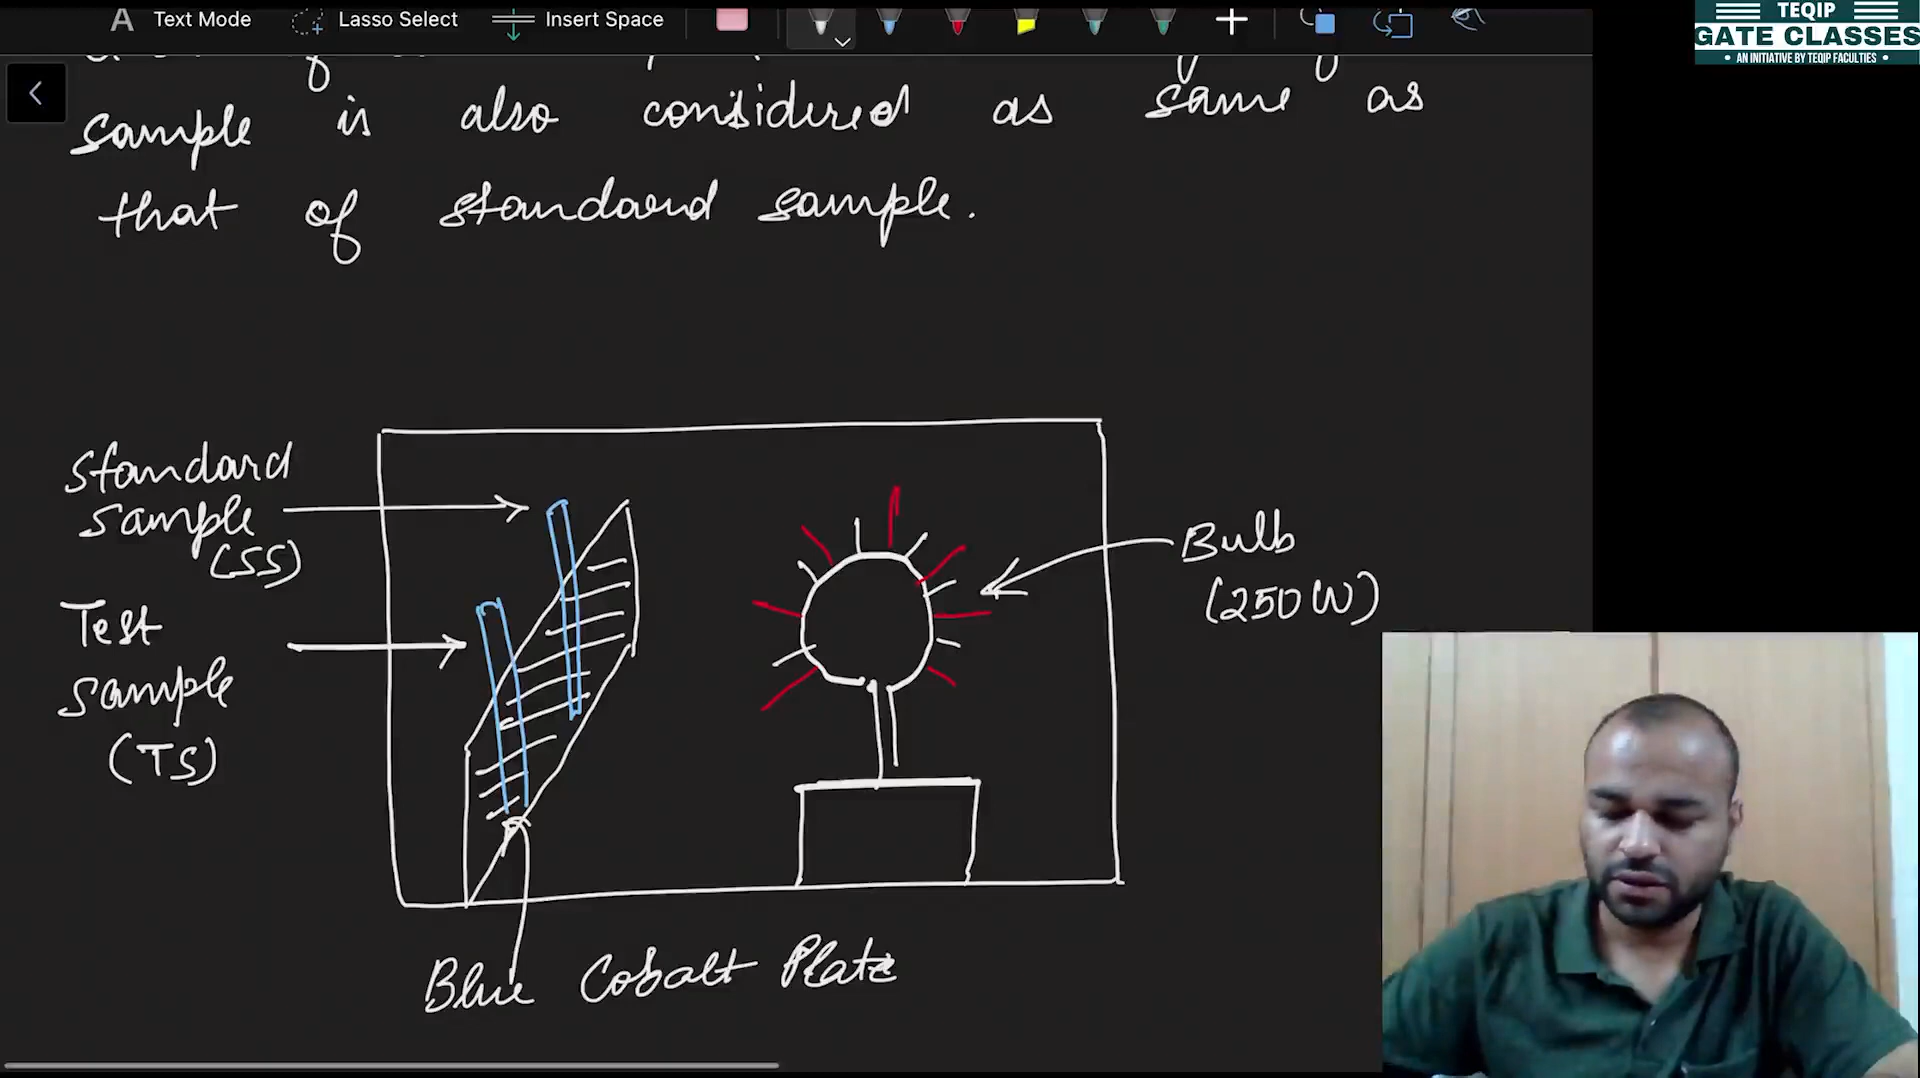 Text Mode
Lasso Select
Insert Space
TEQIP
GATE CLASSES
• AN INITIATIVE BY TEQIP FACULTIES •
sample is also considered as same as
that of standard sample.
Standard
sample
(SS)
Test
sample
(TS)
Bulb
(250 W)
Blue Cobalt Plate